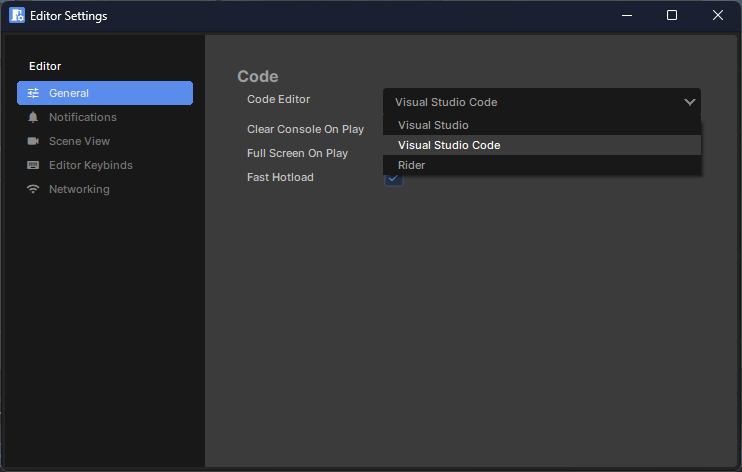 Editor Settings
Editor
General
Notifications
Scene View
Editor Keybinds
Networking
Code
Code Editor
Visual Studio Code
Visual Studio
Visual Studio Code
Rider
Clear Console On Play
Full Screen On Play
Fast Hotload